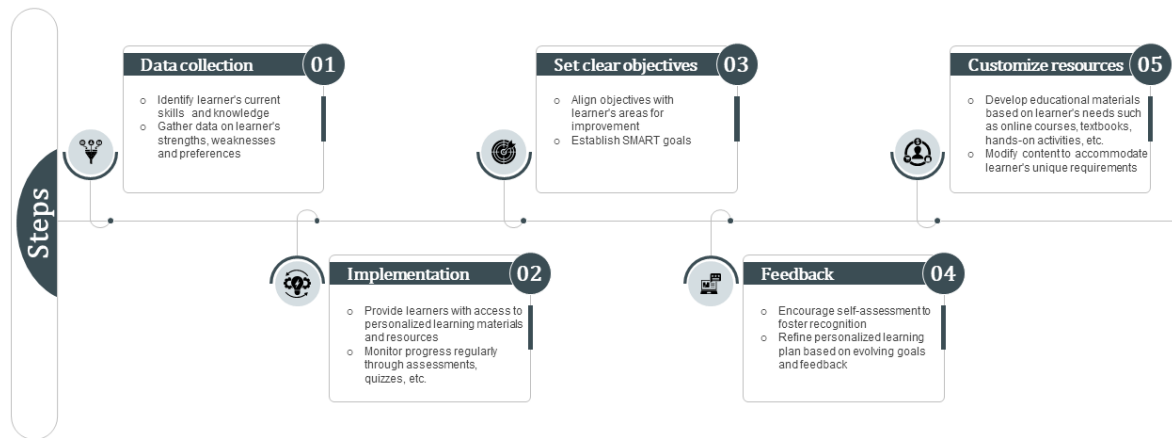 Steps
Data collection
01
o Identify learner's current
skills and knowledge
o Gather data on learner's
strengths, weaknesses
and preferences
Implementation
02
o Provide learners with access to
personalized learning materials
and resources
o Monitor progress regularly
through assessments,
quizzes, etc.
Set clear objectives
03
o Align objectives with
learner's areas for
improvement
o Establish SMART goals
Feedback
04
o Encourage self-assessment to
foster recognition
o Refine personalized learning
plan based on evolving goals
and feedback
Customize resources
05
o Develop educational materials
based on learner's needs such
as online courses, textbooks,
hands-on activities, etc.
o Modify content to accommodate
learner's unique requirements